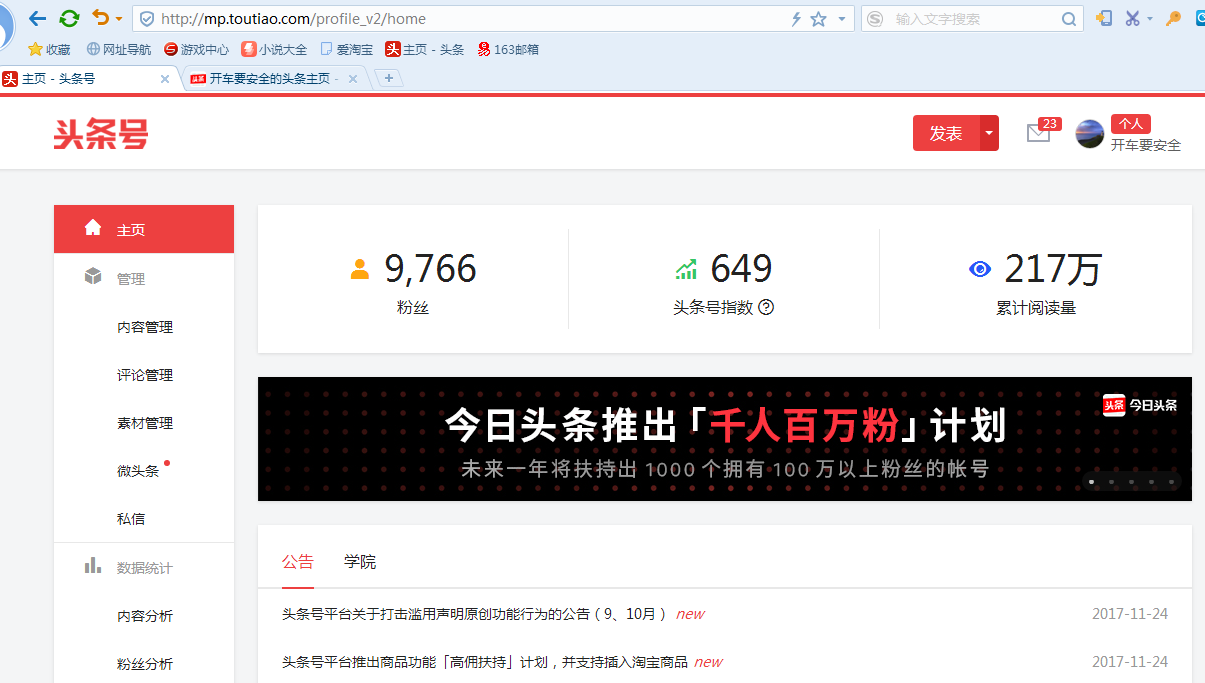 http://mp.toutiao.com/profile_v2/home
输入文字搜索
收藏 网址导航 游戏中心 小说大全 爱淘宝 头 主页 - 头条 163邮箱
头 主页 - 头条号 头条 开车要安全的头条主页 -
头条号
发表
23
个人
开车要安全
主页
管理
内容管理
评论管理
素材管理
微头条
私信
数据统计
内容分析
粉丝分析
9,766
粉丝
649
头条号指数
217万
累计阅读量
头条 今日头条
今日头条推出「千人百万粉」计划
未来一年将扶持出 1000 个拥有 100 万以上粉丝的帐号
公告 学院
头条号平台关于打击滥用声明原创功能行为的公告（9、10月） new 2017-11-24
头条号平台推出商品功能「高佣扶持」计划，并支持插入淘宝商品 new 2017-11-24